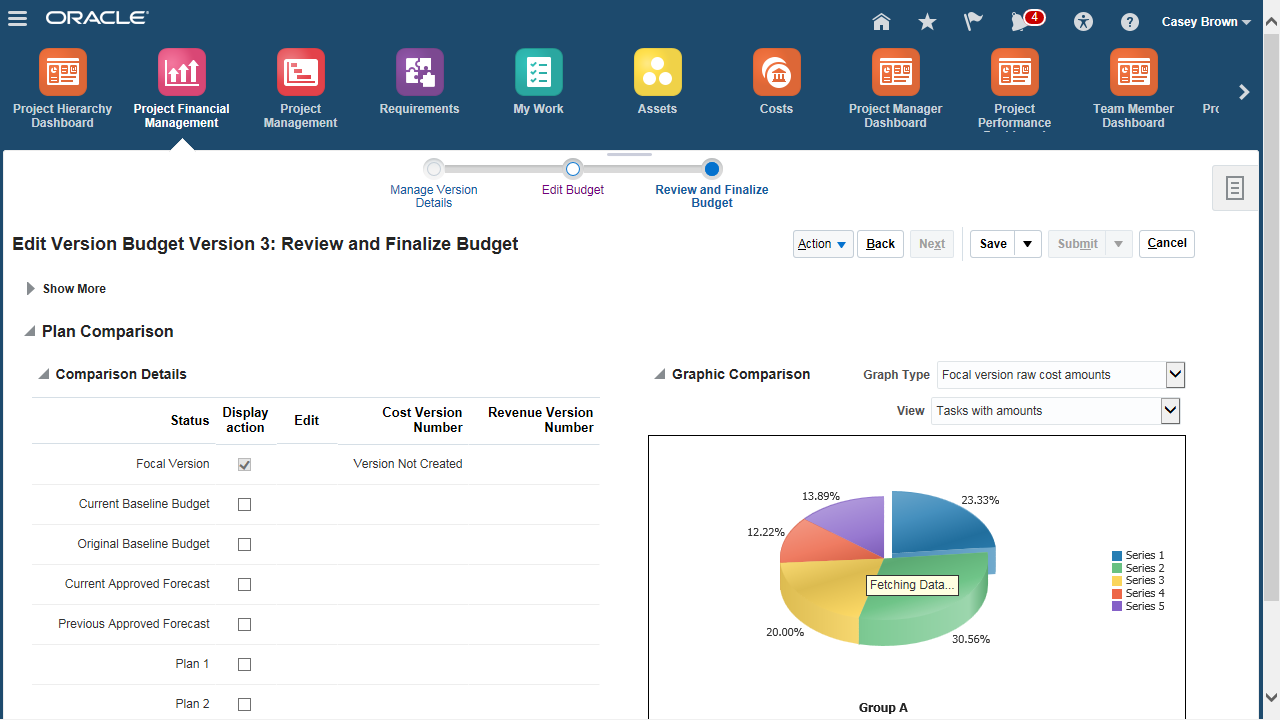 ORACLE
4
Casey Brown
Project Hierarchy
Dashboard
Project Financial
Management
Project
Management
Requirements
My Work
Assets
Costs
Project Manager
Dashboard
Project
Performance
Team Member
Dashboard
Manage Version
Details
Edit Budget
Review and Finalize
Budget
Edit Version Budget Version 3: Review and Finalize Budget
Action
Back
Next
Save
Submit
Cancel
Show More
Plan Comparison
Comparison Details
Status
Display
action
Edit
Cost Version
Number
Revenue Version
Number
Focal Version
Version Not Created
Current Baseline Budget
Original Baseline Budget
Current Approved Forecast
Previous Approved Forecast
Plan 1
Plan 2
Graphic Comparison
Graph Type
Focal version raw cost amounts
View
Tasks with amounts
13.89%
23.33%
12.22%
Fetching Data...
20.00%
30.56%
Series 1
Series 2
Series 3
Series 4
Series 5
Group A